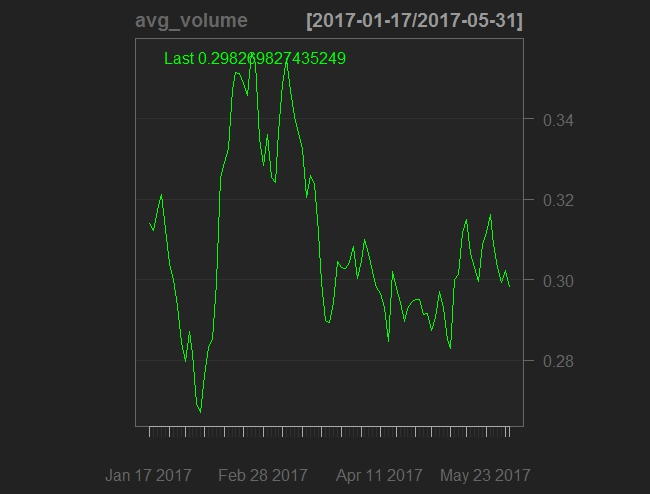 avg_volume [2017-01-17/2017-05-31]
Last 0.298269827435249
0.34
0.32
0.30
0.28
Jan 17 2017 Feb 28 2017 Apr 11 2017 May 23 2017